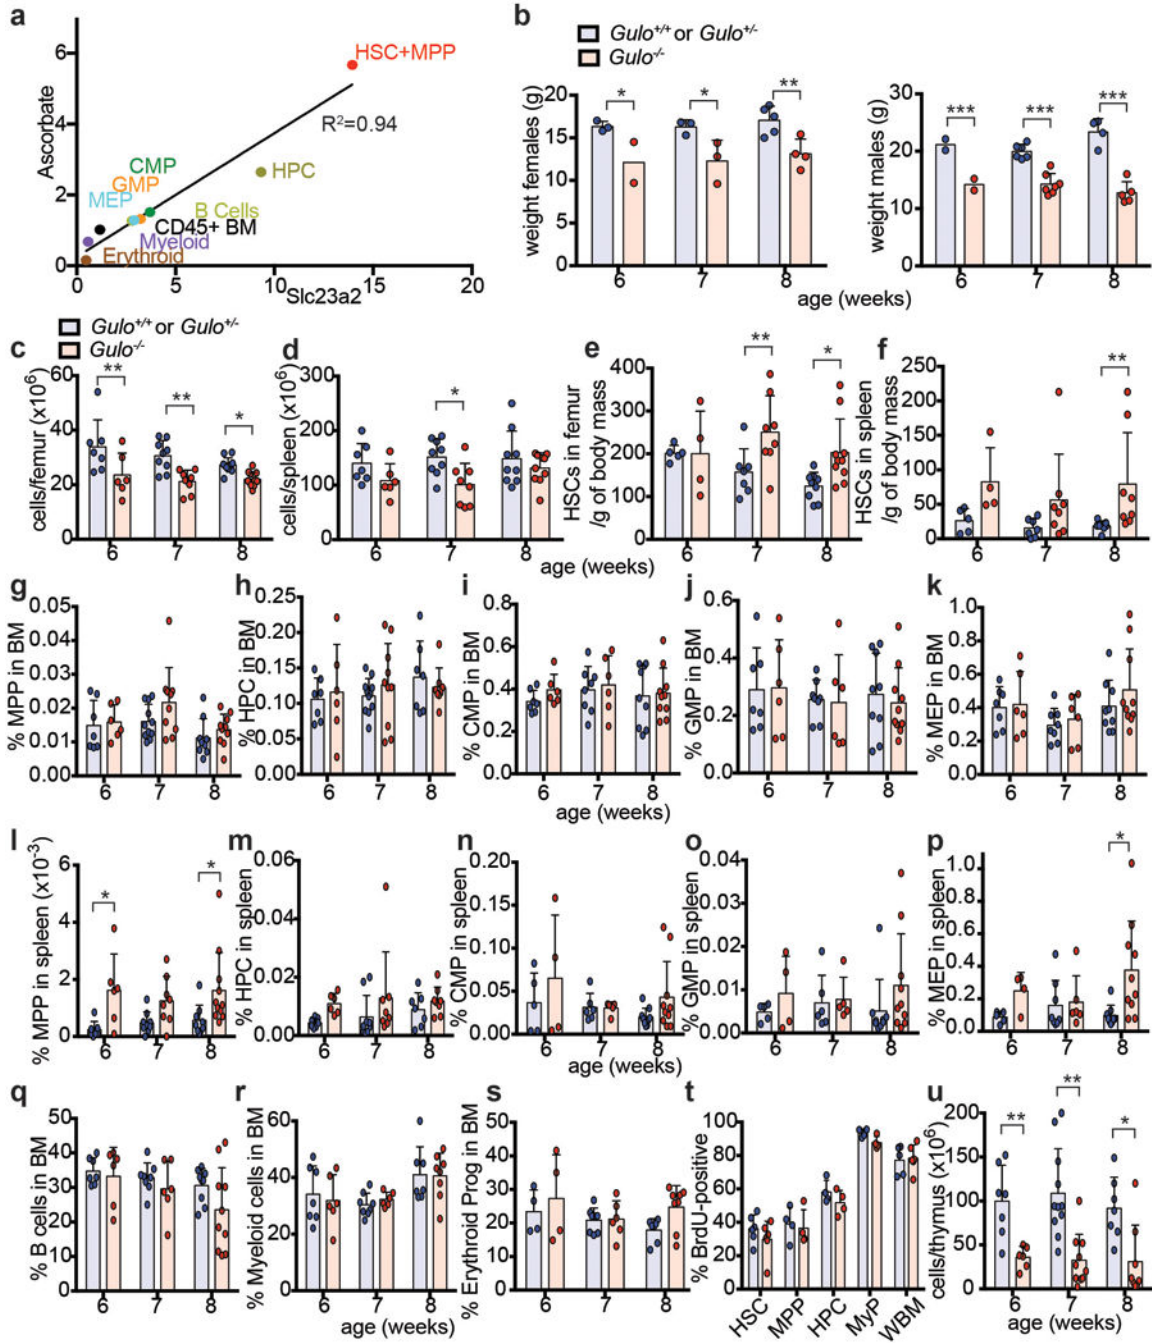 a
Ascorbate
6
4
2
0
HSC+MPP
R²=0.94
HPC
CMP
GMP
MEP
B Cells
CD45+ BM
Myeloid
Erythroid
0 5 10 15 20
Slc23a2
b
Gulo+/+ or Gulo+/-
Gulo-/-
weight females (g)
20
15
10
5
0
* * **
6 7 8
weight males (g)
30
20
10
0
*** *** ***
6 7 8
age (weeks)
Gulo+/+ or Gulo+/-
Gulo-/-
c
cells/femur (x10⁶)
60
40
20
0
** ** *
6 7 8
d
cells/spleen (x10⁶)
300
200
100
0
*
6 7 8
e
HSCs in femur
/g of body mass
400
300
200
100
0
** *
6 7 8
f
HSCs in spleen
/g of body mass
250
200
150
100
50
0
**
6 7 8
age (weeks)
g
% MPP in BM
0.05
0.04
0.03
0.02
0.01
0.00
6 7 8
h
% HPC in BM
0.25
0.20
0.15
0.10
0.05
0.00
6 7 8
i
% CMP in BM
0.8
0.6
0.4
0.2
0.0
6 7 8
j
% GMP in BM
0.6
0.4
0.2
0.0
6 7 8
k
% MEP in BM
1.0
0.8
0.6
0.4
0.2
0.0
6 7 8
age (weeks)
l
% MPP in spleen (x10⁻³)
6
4
2
0
* *
6 7 8
m
% HPC in spleen
0.06
0.04
0.02
0.00
6 7 8
n
% CMP in spleen
0.20
0.15
0.10
0.05
0.00
6 7 8
o
% GMP in spleen
0.04
0.03
0.02
0.01
0.00
6 7 8
p
% MEP in spleen
1.0
0.8
0.6
0.4
0.2
0.0
*
6 7 8
age (weeks)
q
% B cells in BM
50
40
30
20
10
0
6 7 8
r
% Myeloid cells in BM
60
40
20
0
6 7 8
s
% Erythroid Prog in BM
50
40
30
20
10
0
6 7 8
age (weeks)
t
% BrdU-positive
100
80
60
40
20
0
HSC MPP HPC MyP WBM
u
cells/thymus (x10⁶)
200
150
100
50
0
** ** *
6 7 8
age (weeks)